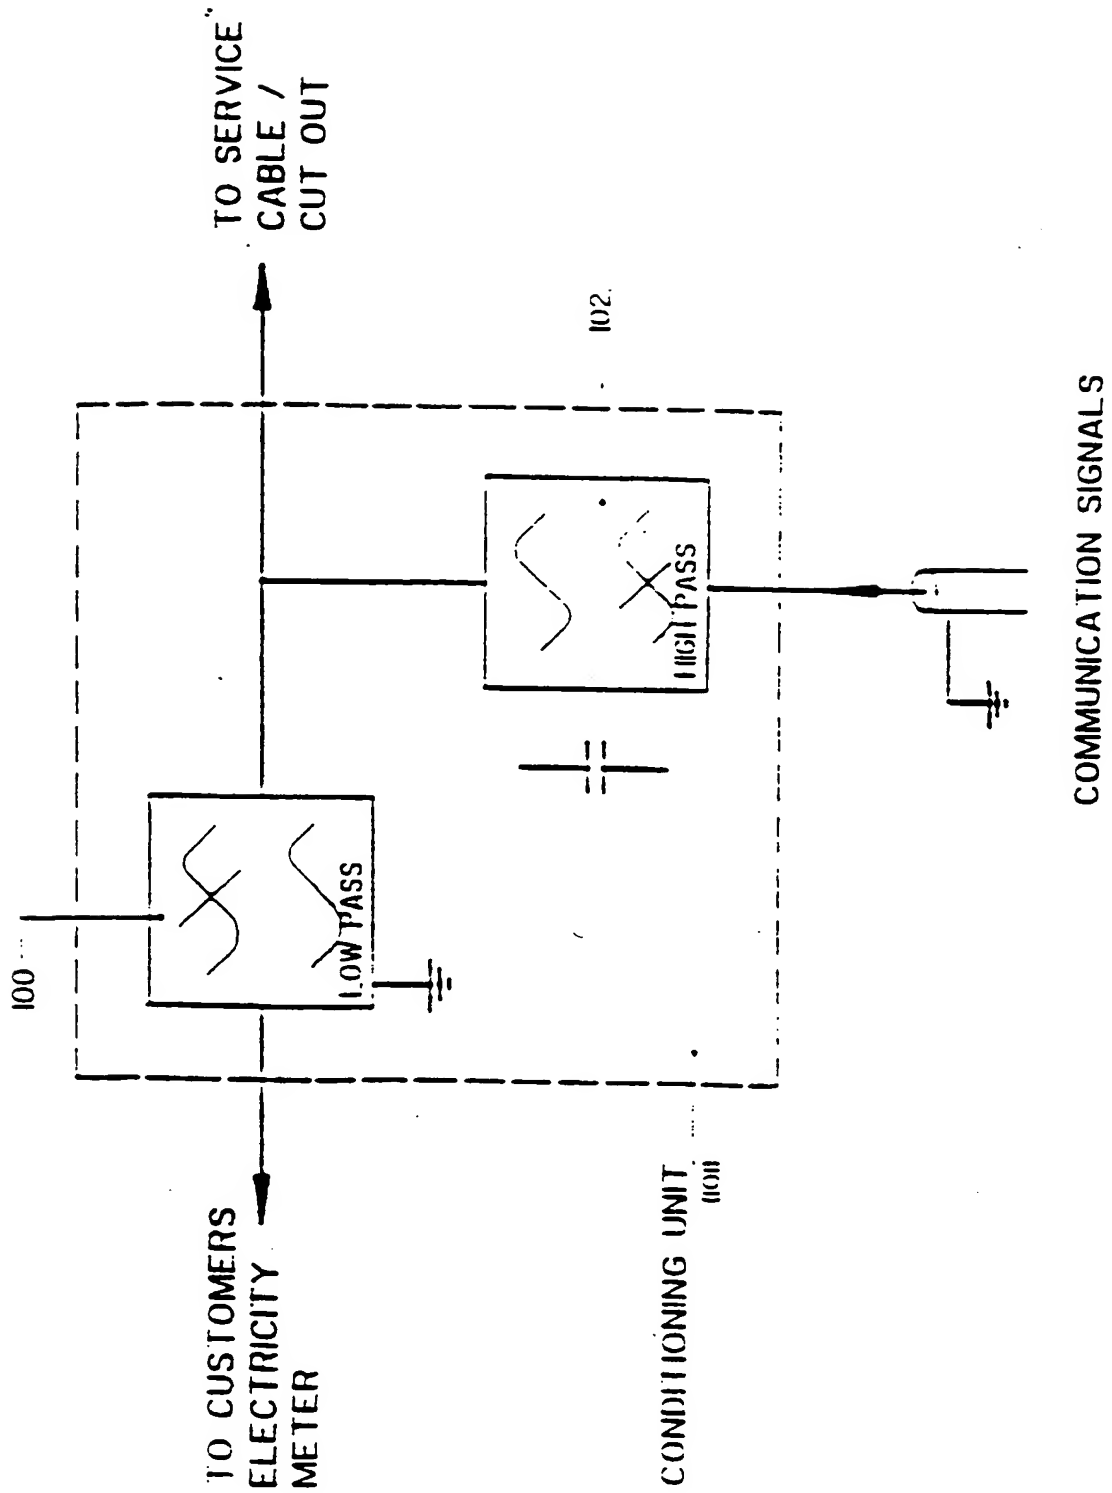 TO SERVICE
CABLE /
CUT OUT
102.
100
HIGH PASS
LOW PASS
COMMUNICATION SIGNALS
TO CUSTOMERS
ELECTRICITY
METER
CONDITIONING UNIT